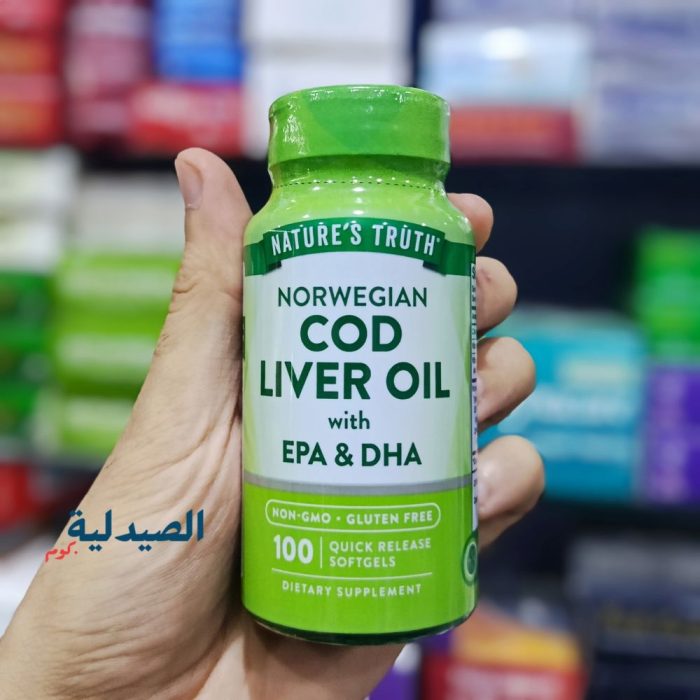 NATURE'S TRUTH
NORWEGIAN
COD
LIVER OIL
with
EPA & DHA
NON-GMO • GLUTEN FREE
100 QUICK RELEASE
SOFTGELS
DIETARY SUPPLEMENT
الصيدلية
.كوم